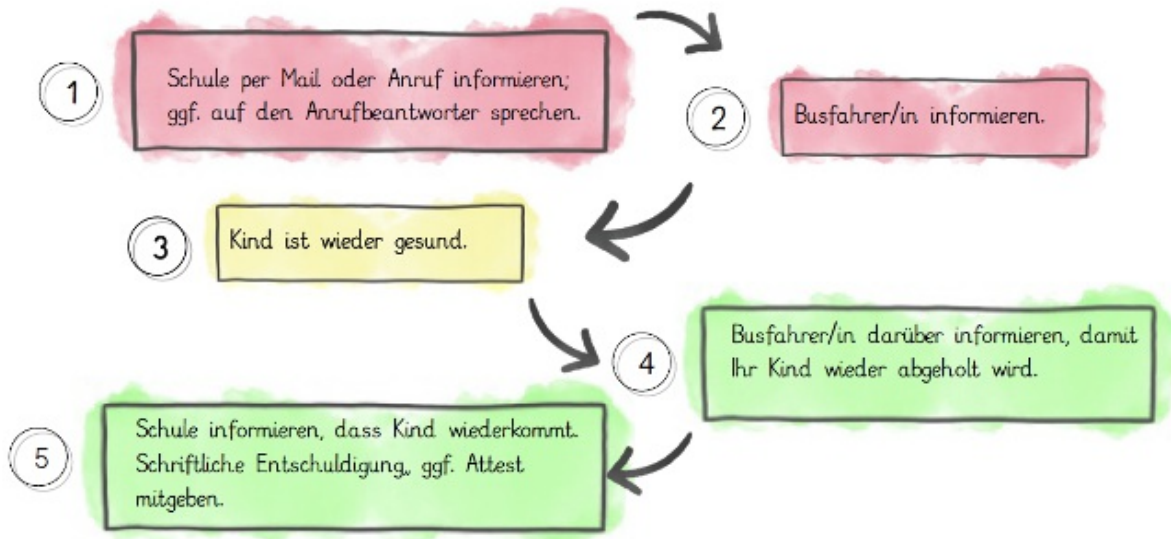 1
Schule per Mail oder Anruf informieren;
ggf. auf den Anrufbeantworter sprechen.
2
Busfahrer/in informieren.
3
Kind ist wieder gesund.
4
Busfahrer/in darüber informieren, damit
Ihr Kind wieder abgeholt wird.
5
Schule informieren, dass Kind wiederkommt.
Schriftliche Entschuldigung, ggf. Attest
mitgeben.